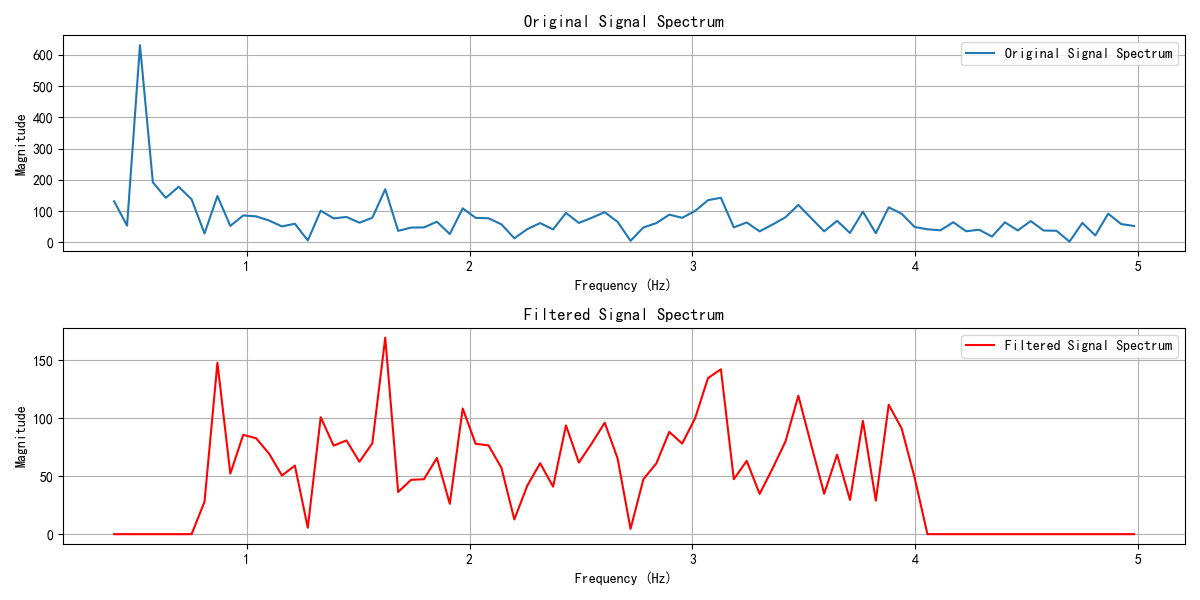 Original Signal Spectrum
Original Signal Spectrum
Magnitude
600
500
400
300
200
100
0
1
2
3
4
5
Frequency (Hz)
Filtered Signal Spectrum
Filtered Signal Spectrum
Magnitude
150
100
50
0
1
2
3
4
5
Frequency (Hz)